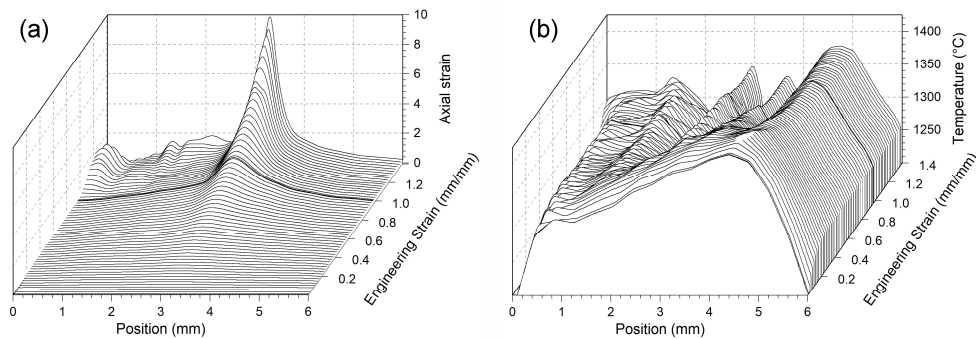 (a)
10
8
6
4
2
0
Axial strain
1.2
1.0
0.8
0.6
0.4
0.2
Engineering Strain (mm/mm)
0 1 2 3 4 5 6
Position (mm)
(b)
1400
1350
1300
1250
Temperature (°C)
1.4
1.2
1.0
0.8
0.6
0.4
0.2
Engineering Strain (mm/mm)
0 1 2 3 4 5 6
Position (mm)